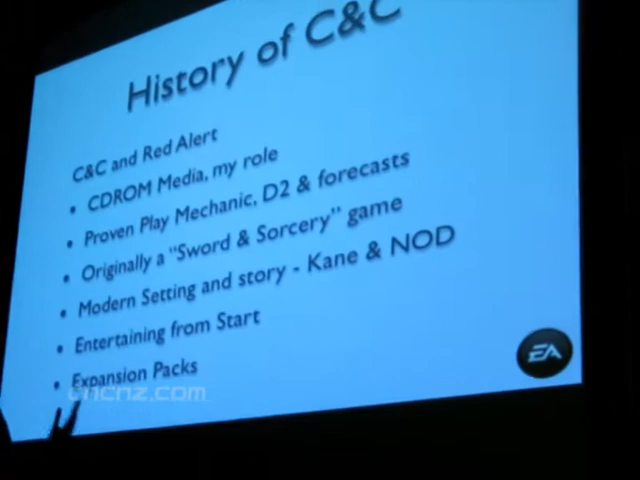 History of C&C
C&C and Red Alert
• CDROM Media, my role
• Proven Play Mechanic, D2 & forecasts
• Originally a "Sword & Sorcery" game
• Modern Setting and story - Kane & NOD
• Entertaining from Start
• Expansion Packs
cncnz.com
EA